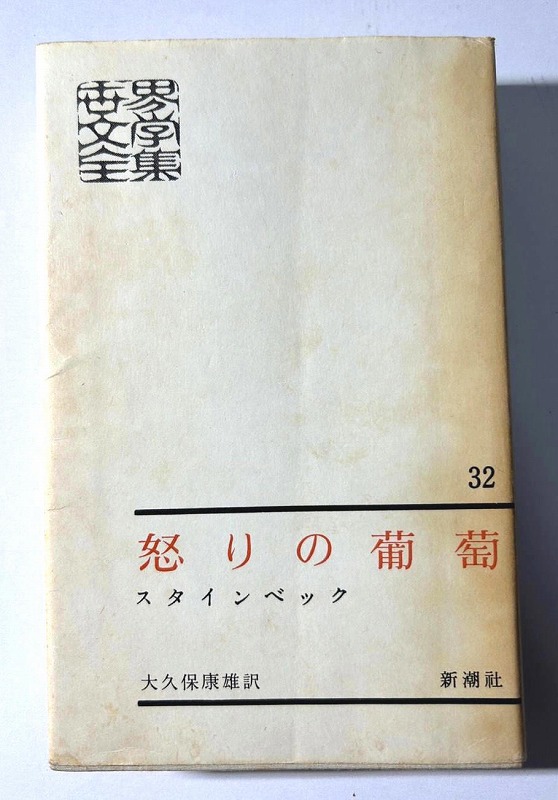 世界
文学
全集
32
怒りの葡萄
スタインベック
大久保康雄訳
新潮社